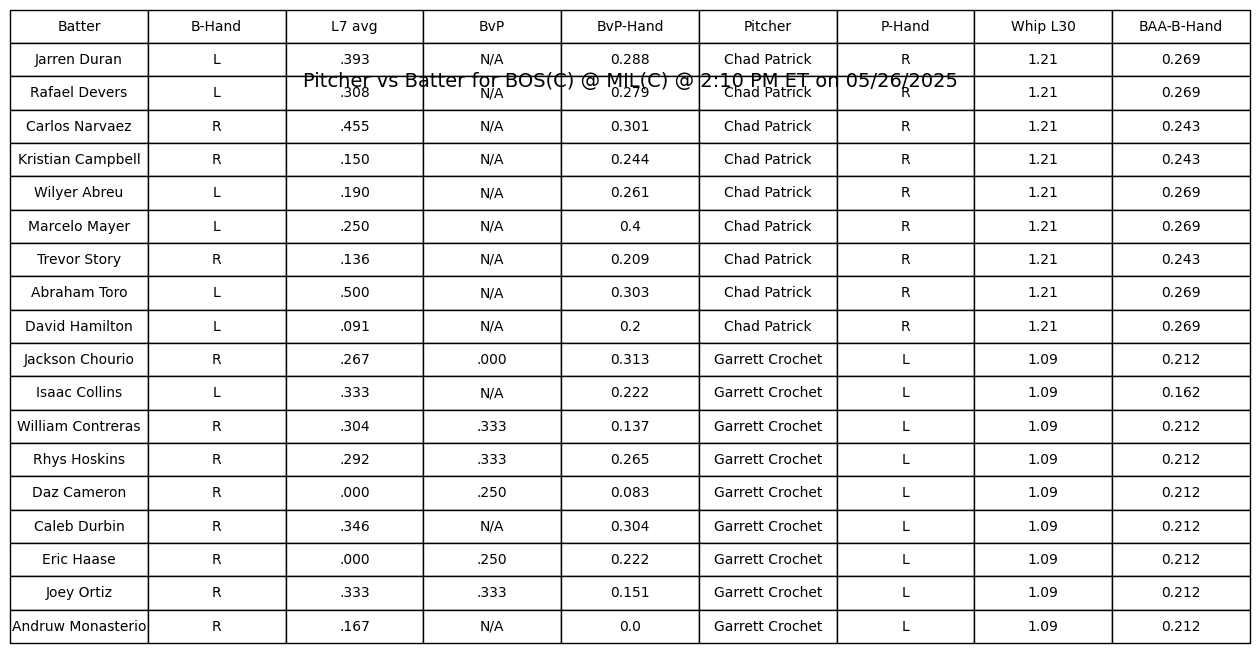 Batter B-Hand L7 avg BvP BvP-Hand Pitcher P-Hand Whip L30 BAA-B-Hand
Jarren Duran L .393 N/A 0.288 Chad Patrick R 1.21 0.269
Pitcher vs Batter for BOS(C) @ MIL(C) @ 2:10 PM ET on 05/26/2025
Rafael Devers L .308 N/A 0.279 Chad Patrick R 1.21 0.269
Carlos Narvaez R .455 N/A 0.301 Chad Patrick R 1.21 0.243
Kristian Campbell R .150 N/A 0.244 Chad Patrick R 1.21 0.243
Wilyer Abreu L .190 N/A 0.261 Chad Patrick R 1.21 0.269
Marcelo Mayer L .250 N/A 0.4 Chad Patrick R 1.21 0.269
Trevor Story R .136 N/A 0.209 Chad Patrick R 1.21 0.243
Abraham Toro L .500 N/A 0.303 Chad Patrick R 1.21 0.269
David Hamilton L .091 N/A 0.2 Chad Patrick R 1.21 0.269
Jackson Chourio R .267 .000 0.313 Garrett Crochet L 1.09 0.212
Isaac Collins L .333 N/A 0.222 Garrett Crochet L 1.09 0.162
William Contreras R .304 .333 0.137 Garrett Crochet L 1.09 0.212
Rhys Hoskins R .292 .333 0.265 Garrett Crochet L 1.09 0.212
Daz Cameron R .000 .250 0.083 Garrett Crochet L 1.09 0.212
Caleb Durbin R .346 N/A 0.304 Garrett Crochet L 1.09 0.212
Eric Haase R .000 .250 0.222 Garrett Crochet L 1.09 0.212
Joey Ortiz R .333 .333 0.151 Garrett Crochet L 1.09 0.212
Andruw Monasterio R .167 N/A 0.0 Garrett Crochet L 1.09 0.212